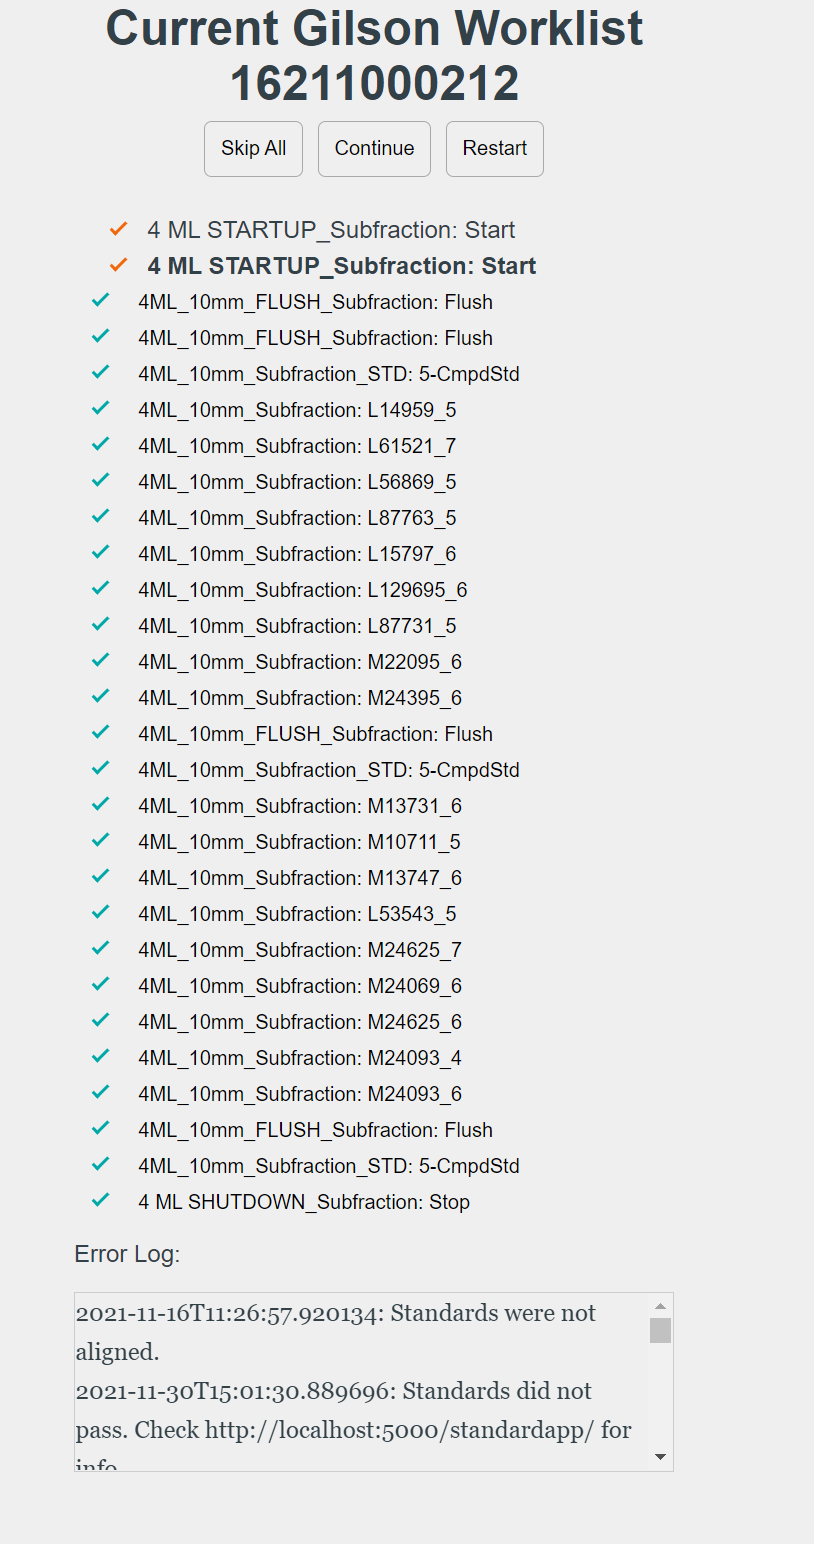 Current Gilson Worklist
16211000212
Skip All
Continue
Restart
4 ML STARTUP_Subfraction: Start
4 ML STARTUP_Subfraction: Start
4ML_10mm_FLUSH_Subfraction: Flush
4ML_10mm_FLUSH_Subfraction: Flush
4ML_10mm_Subfraction_STD: 5-CmpdStd
4ML_10mm_Subfraction: L14959_5
4ML_10mm_Subfraction: L61521_7
4ML_10mm_Subfraction: L56869_5
4ML_10mm_Subfraction: L87763_5
4ML_10mm_Subfraction: L15797_6
4ML_10mm_Subfraction: L129695_6
4ML_10mm_Subfraction: L87731_5
4ML_10mm_Subfraction: M22095_6
4ML_10mm_Subfraction: M24395_6
4ML_10mm_FLUSH_Subfraction: Flush
4ML_10mm_Subfraction_STD: 5-CmpdStd
4ML_10mm_Subfraction: M13731_6
4ML_10mm_Subfraction: M10711_5
4ML_10mm_Subfraction: M13747_6
4ML_10mm_Subfraction: L53543_5
4ML_10mm_Subfraction: M24625_7
4ML_10mm_Subfraction: M24069_6
4ML_10mm_Subfraction: M24625_6
4ML_10mm_Subfraction: M24093_4
4ML_10mm_Subfraction: M24093_6
4ML_10mm_FLUSH_Subfraction: Flush
4ML_10mm_Subfraction_STD: 5-CmpdStd
4 ML SHUTDOWN_Subfraction: Stop
Error Log:
2021-11-16T11:26:57.920134: Standards were not
aligned.
2021-11-30T15:01:30.889696: Standards did not
pass. Check http://localhost:5000/standardapp/ for
info